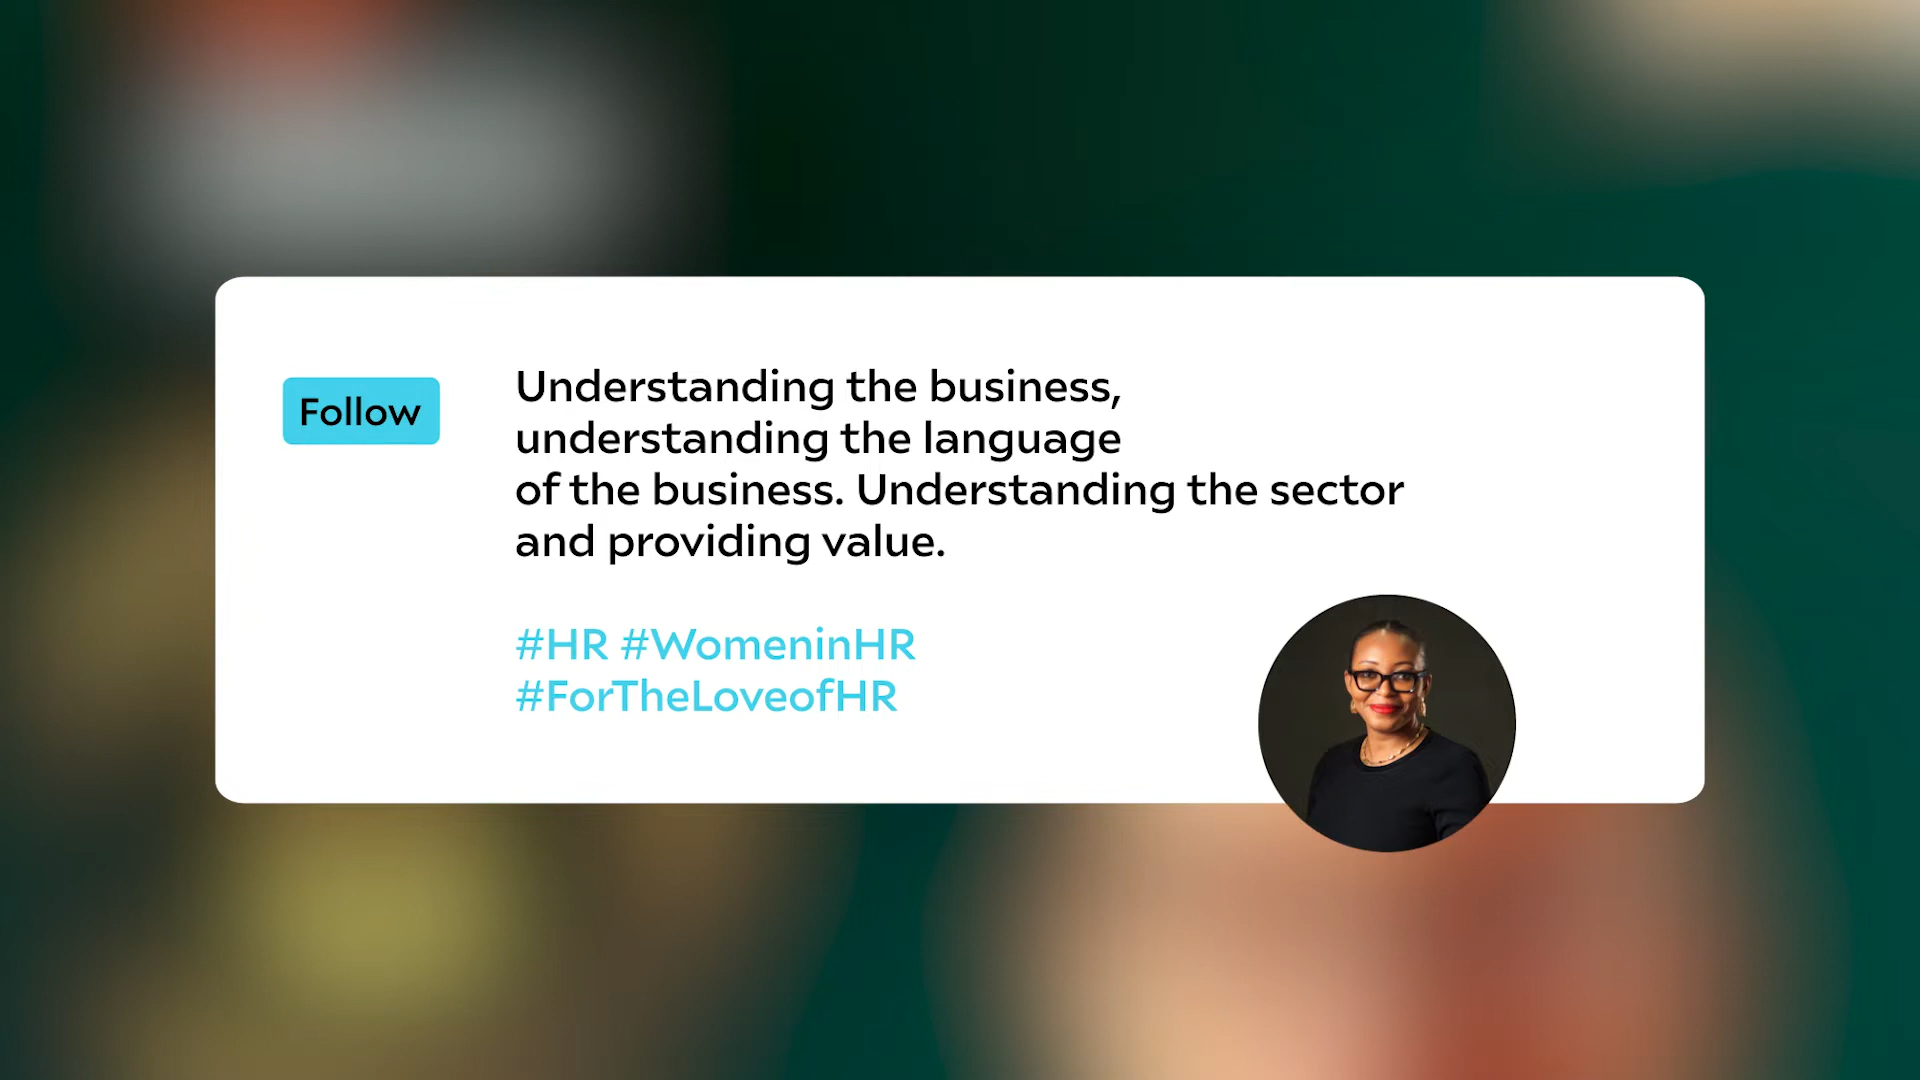 Follow
Understanding the business,
understanding the language
of the business. Understanding the sector
and providing value.
#HR #WomeninHR
#ForTheLoveofHR